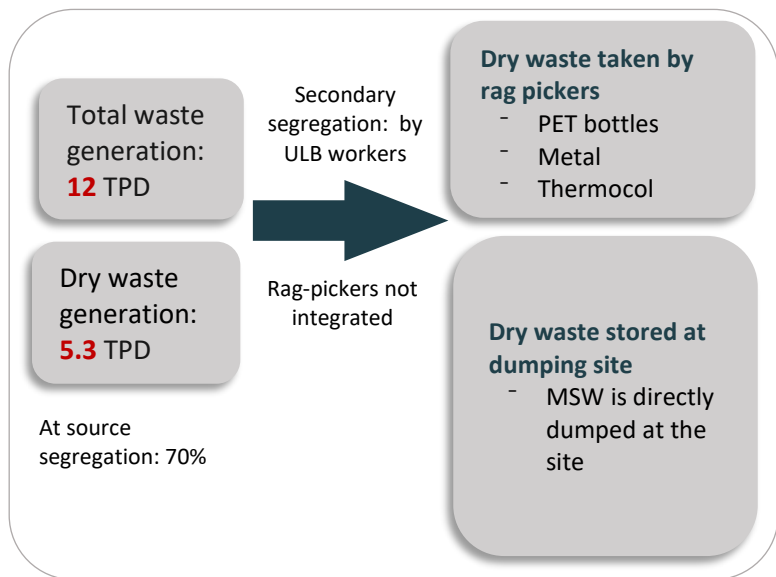 Total waste
generation:
12 TPD
Dry waste
generation:
5.3 TPD
At source
segregation: 70%
Secondary
segregation:  by
ULB workers
Rag-pickers not
integrated
Dry waste taken by
rag pickers
- PET bottles
- Metal
- Thermocol
Dry waste stored at
dumping site
- MSW is directly
dumped at the
site